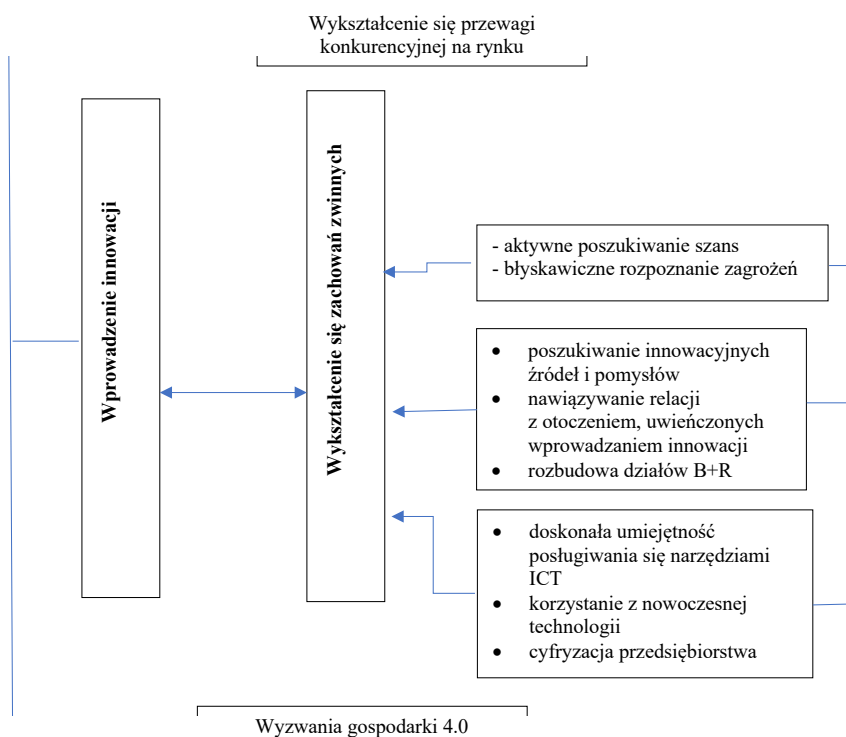 Wykształcenie się przewagi
konkurencyjnej na rynku
Wprowadzenie innowacji
Wykształcenie się zachowań zwinnych
- aktywne poszukiwanie szans
- błyskawiczne rozpoznanie zagrożeń
• poszukiwanie innowacyjnych
źródeł i pomysłów
• nawiązywanie relacji
z otoczeniem, uwieńczonych
wprowadzaniem innowacji
• rozbudowa działów B+R
• doskonała umiejętność
posługiwania się narzędziami
ICT
• korzystanie z nowoczesnej
technologii
• cyfryzacja przedsiębiorstwa
Wyzwania gospodarki 4.0